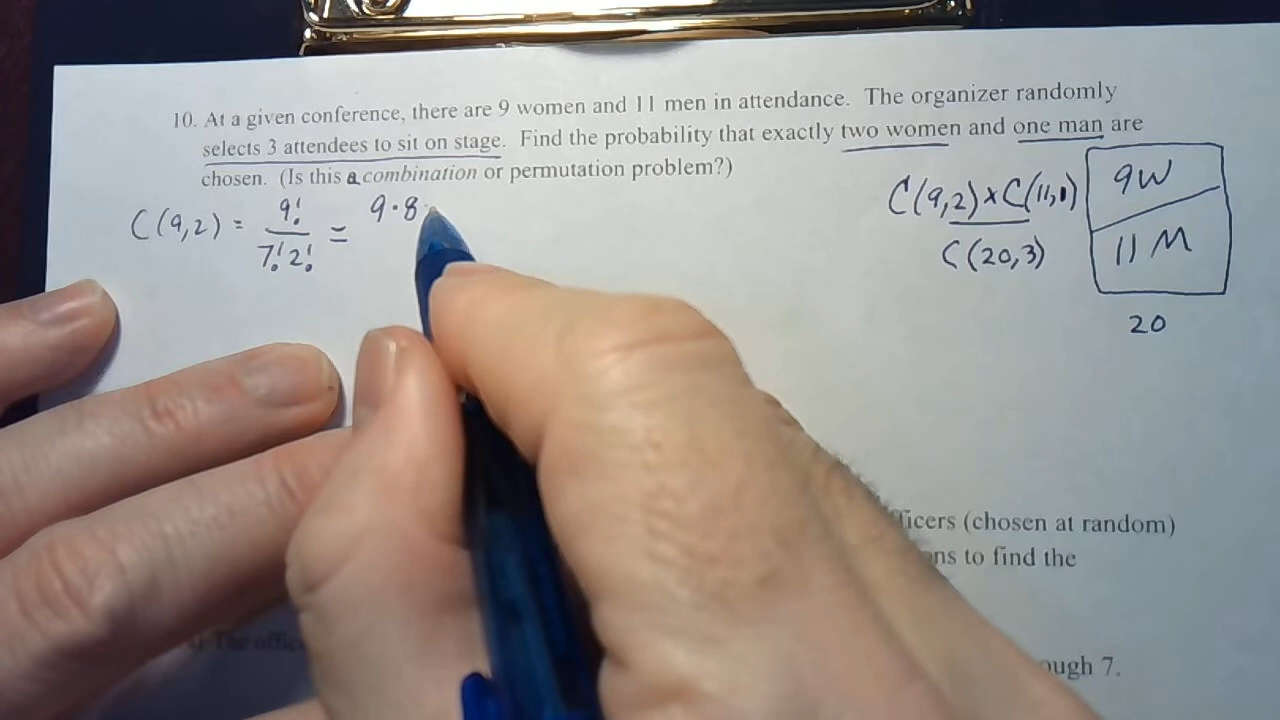 10. At a given conference, there are 9 women and 11 men in attendance. The organizer randomly
selects 3 attendees to sit on stage. Find the probability that exactly two women and one man are
chosen. (Is this a combination or permutation problem?)
C(9,2) = 9! / 7!2! = 9·8·
C(9,2)×C(11,1)
C(20,3)
9W
11M
20
ficers (chosen at random)
ns to find the
The offic
ough 7.